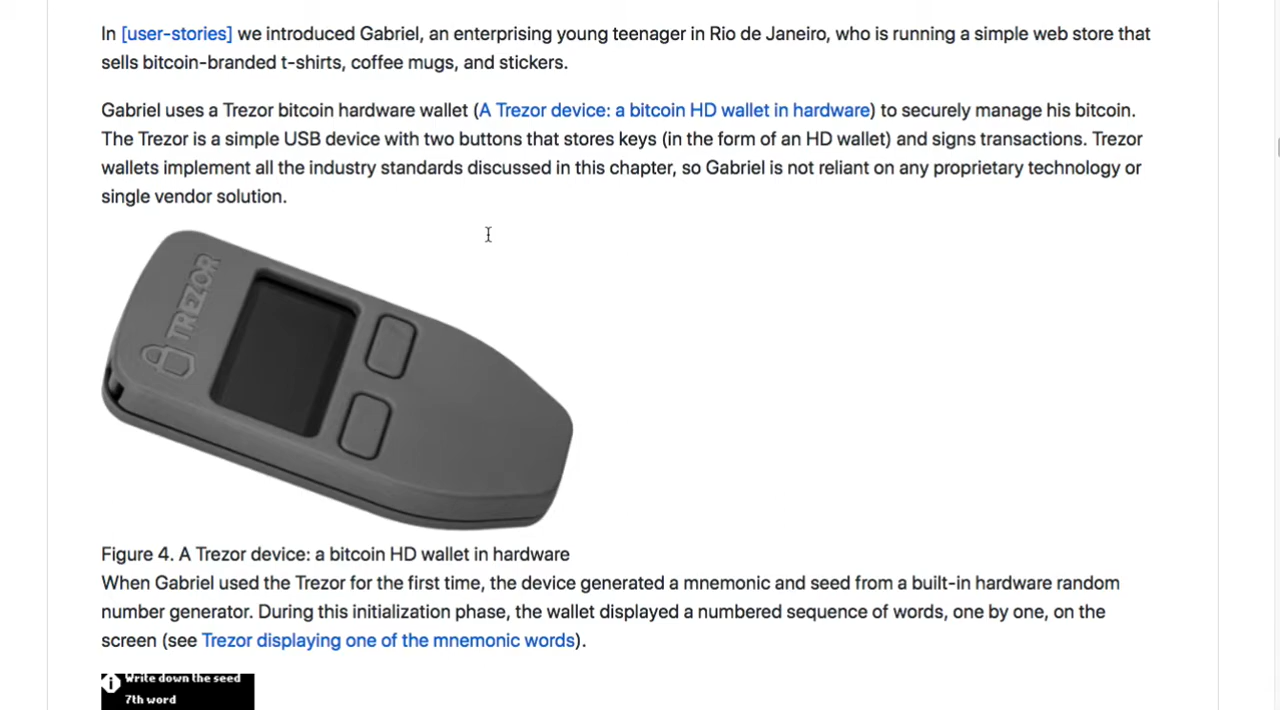 In [user-stories] we introduced Gabriel, an enterprising young teenager in Rio de Janeiro, who is running a simple web store that
sells bitcoin-branded t-shirts, coffee mugs, and stickers.
Gabriel uses a Trezor bitcoin hardware wallet (A Trezor device: a bitcoin HD wallet in hardware) to securely manage his bitcoin.
The Trezor is a simple USB device with two buttons that stores keys (in the form of an HD wallet) and signs transactions. Trezor
wallets implement all the industry standards discussed in this chapter, so Gabriel is not reliant on any proprietary technology or
single vendor solution.
TREZOR
Figure 4. A Trezor device: a bitcoin HD wallet in hardware
When Gabriel used the Trezor for the first time, the device generated a mnemonic and seed from a built-in hardware random
number generator. During this initialization phase, the wallet displayed a numbered sequence of words, one by one, on the
screen (see Trezor displaying one of the mnemonic words).
Write down the seed
7th word